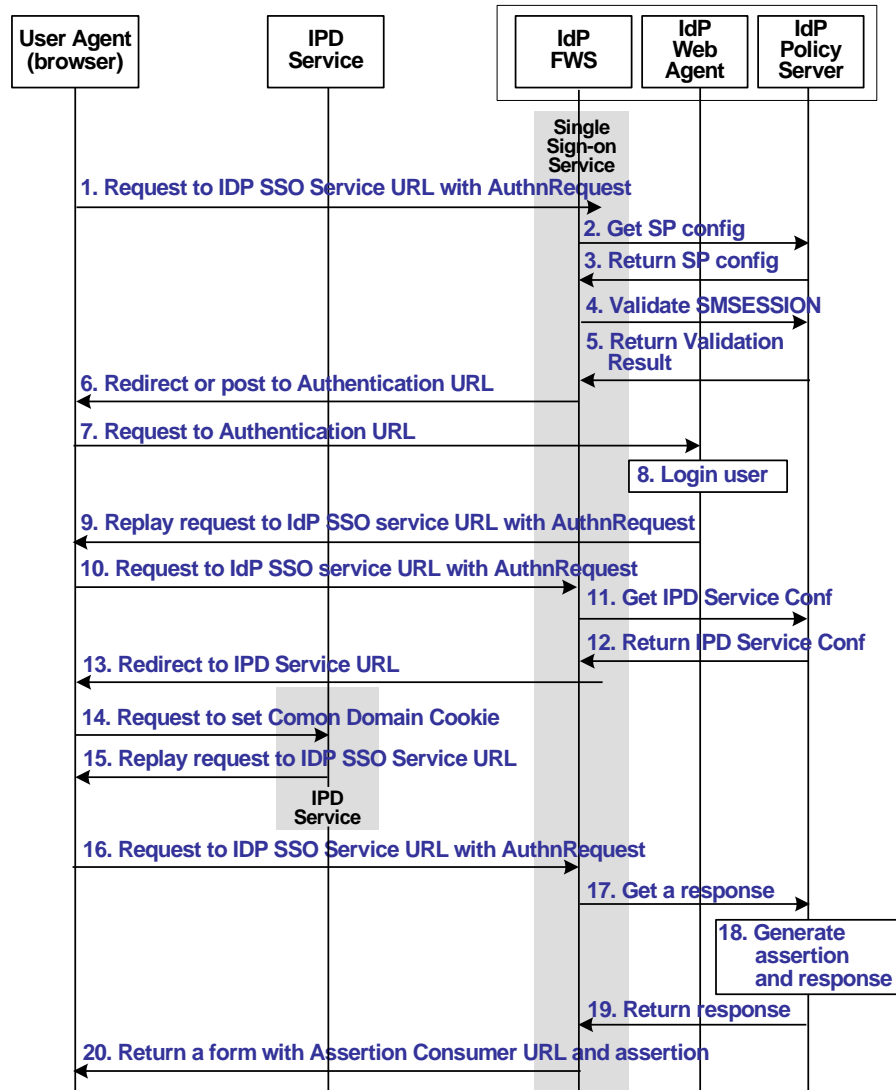 User Agent
(browser)
IPD
Service
IdP
FWS
IdP
Web
Agent
IdP
Policy
Server
Single
Sign-on
Service
1. Request to IDP SSO Service URL with AuthnRequest
2. Get SP config
3. Return SP config
4. Validate SMSESSION
5. Return Validation
Result
6. Redirect or post to Authentication URL
7. Request to Authentication URL
8. Login user
9. Replay request to IdP SSO service URL with AuthnRequest
10. Request to IdP SSO service URL with AuthnRequest
11. Get IPD Service Conf
12. Return IPD Service Conf
13. Redirect to IPD Service URL
14. Request to set Comon Domain Cookie
15. Replay request to IDP SSO Service URL
IPD
Service
16. Request to IDP SSO Service URL with AuthnRequest
17. Get a response
18. Generate
assertion
and response
19. Return response
20. Return a form with Assertion Consumer URL and assertion